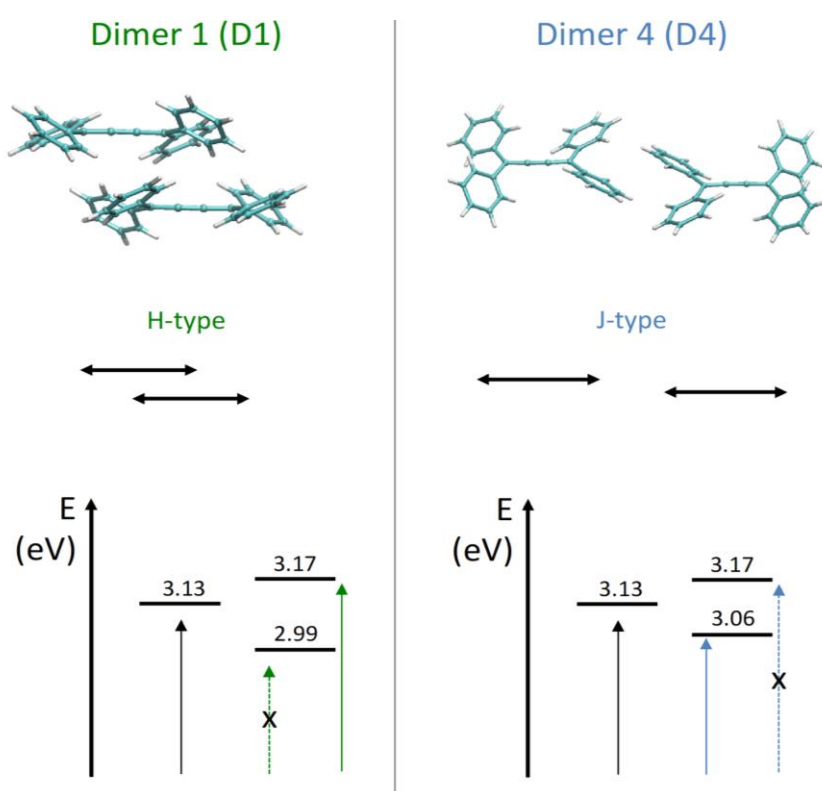 Dimer 1 (D1)
H-type
E
(eV)
3.13
3.17
2.99
X
Dimer 4 (D4)
J-type
E
(eV)
3.13
3.17
3.06
X